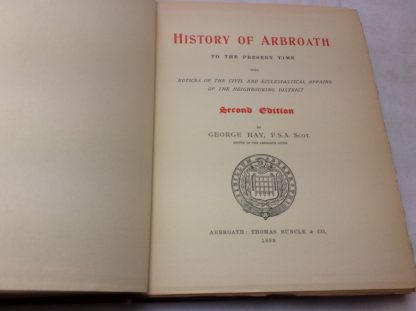 HISTORY OF ARBROATH
TO THE PRESENT TIME
WITH
NOTICES OF THE CIVIL AND ECCLESIASTICAL AFFAIRS
OF THE NEIGHBOURING DISTRICT
Second Edition
BY
GEORGE HAY, F.S.A. SCOT.
ARBROATH: THOMAS BUNCLE & CO.